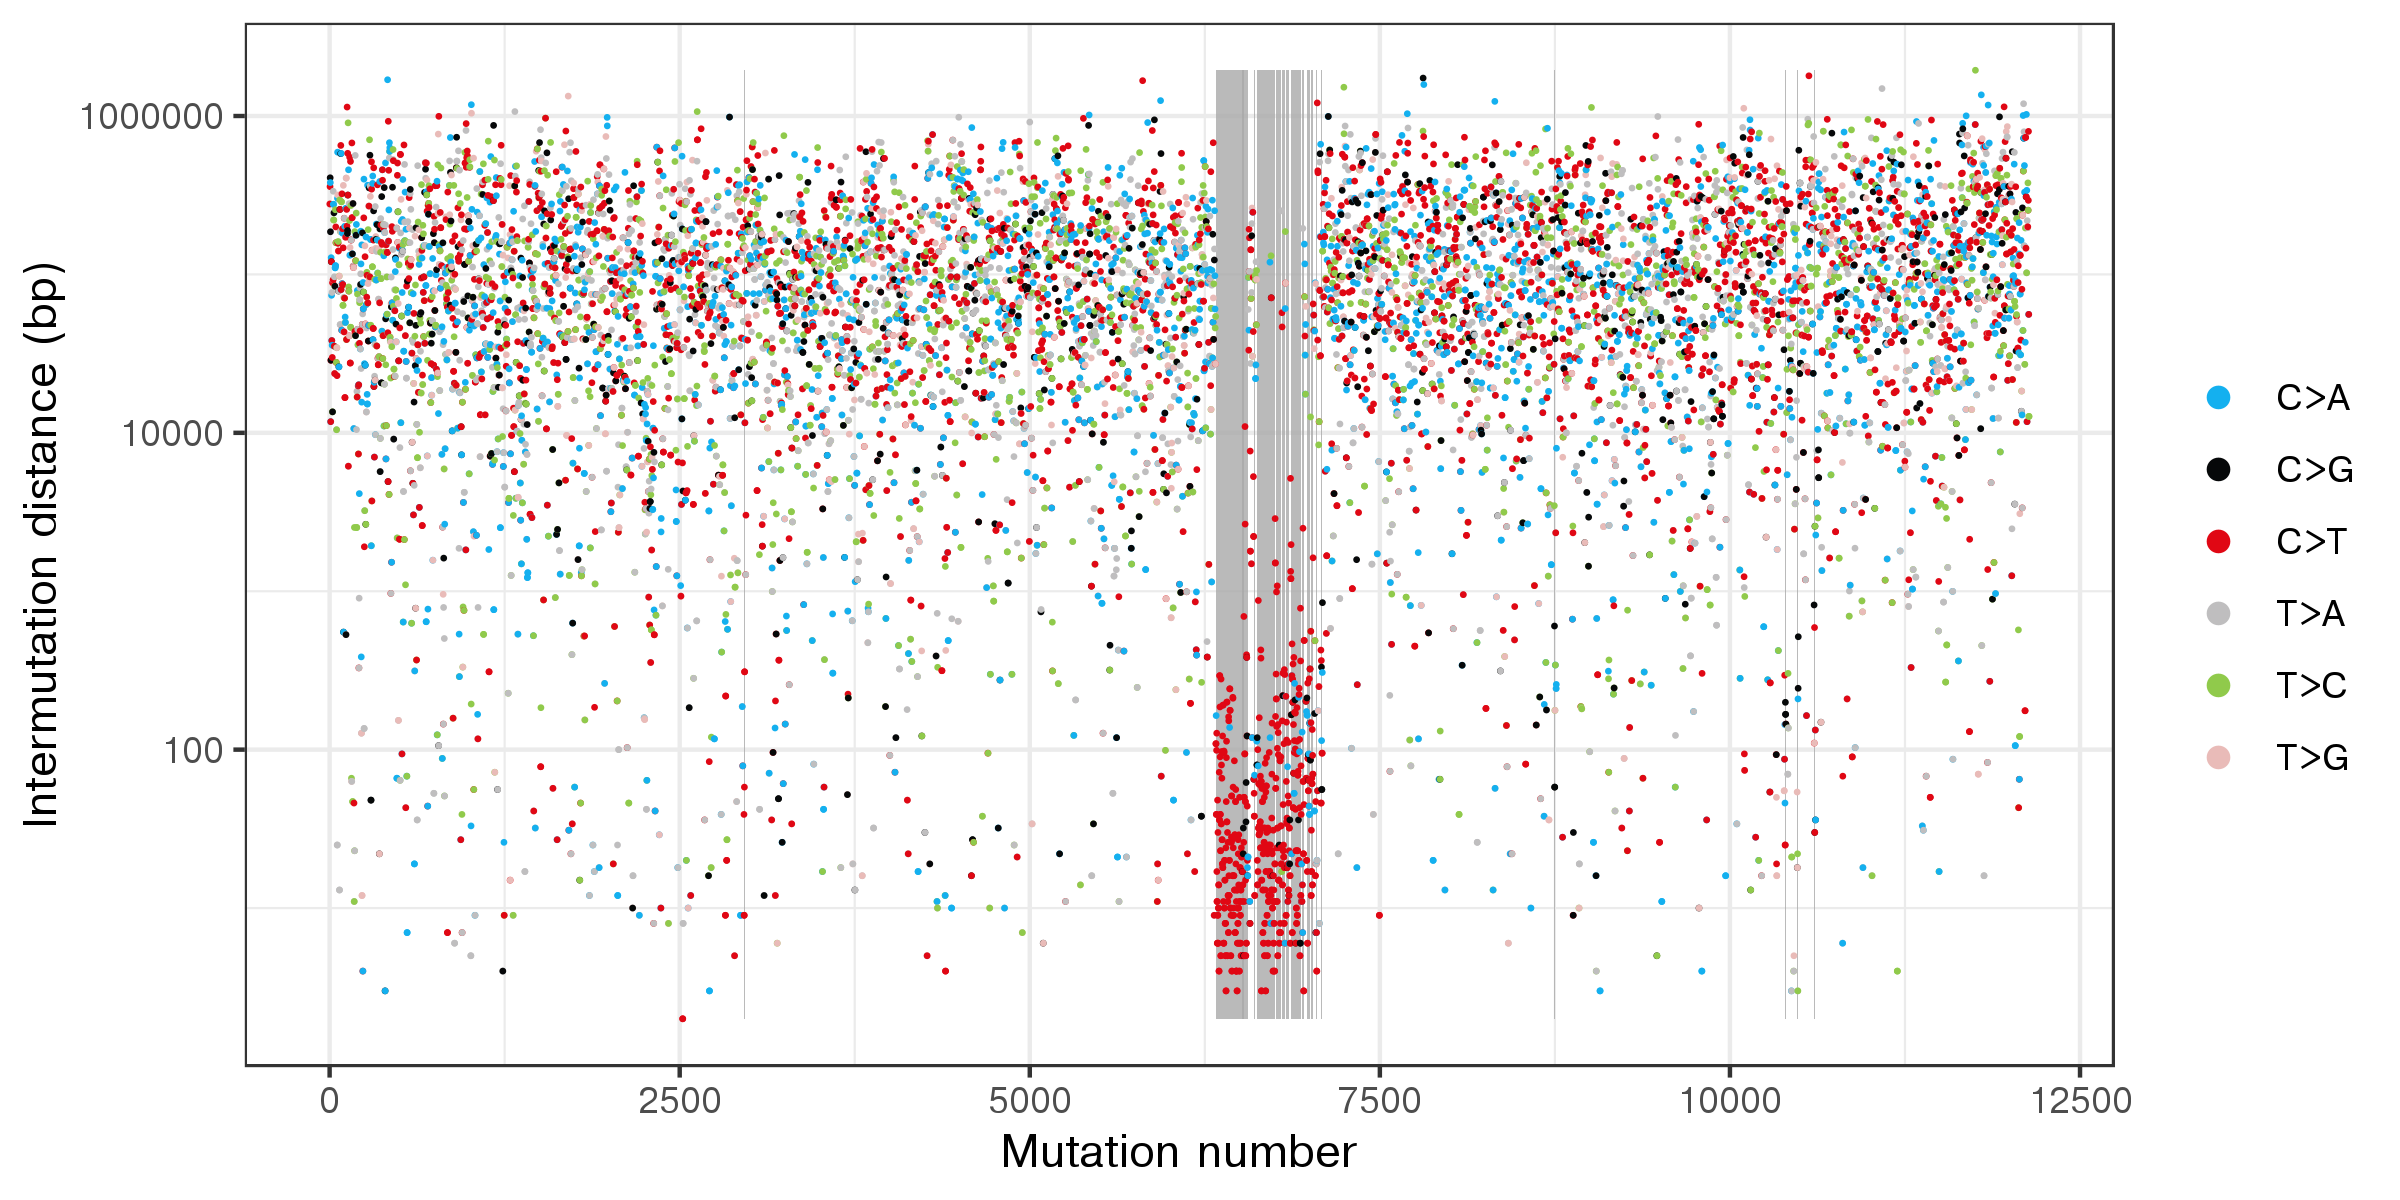 Intermutation distance (bp)
1000000
10000
100
0
2500
5000
7500
10000
12500
Mutation number
C>A
C>G
C>T
T>A
T>C
T>G